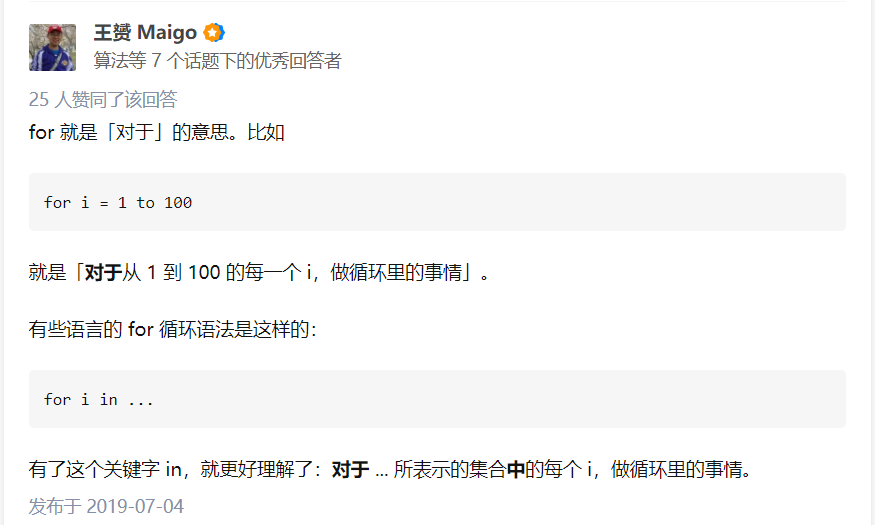 王赟 Maigo
算法等 7 个话题下的优秀回答者
25 人赞同了该回答
for 就是「对于」的意思。比如
for i = 1 to 100
就是「对于从 1 到 100 的每一个 i，做循环里的事情」。
有些语言的 for 循环语法是这样的：
for i in ...
有了这个关键字 in，就更好理解了：对于 ... 所表示的集合中的每个 i，做循环里的事情。
发布于 2019-07-04